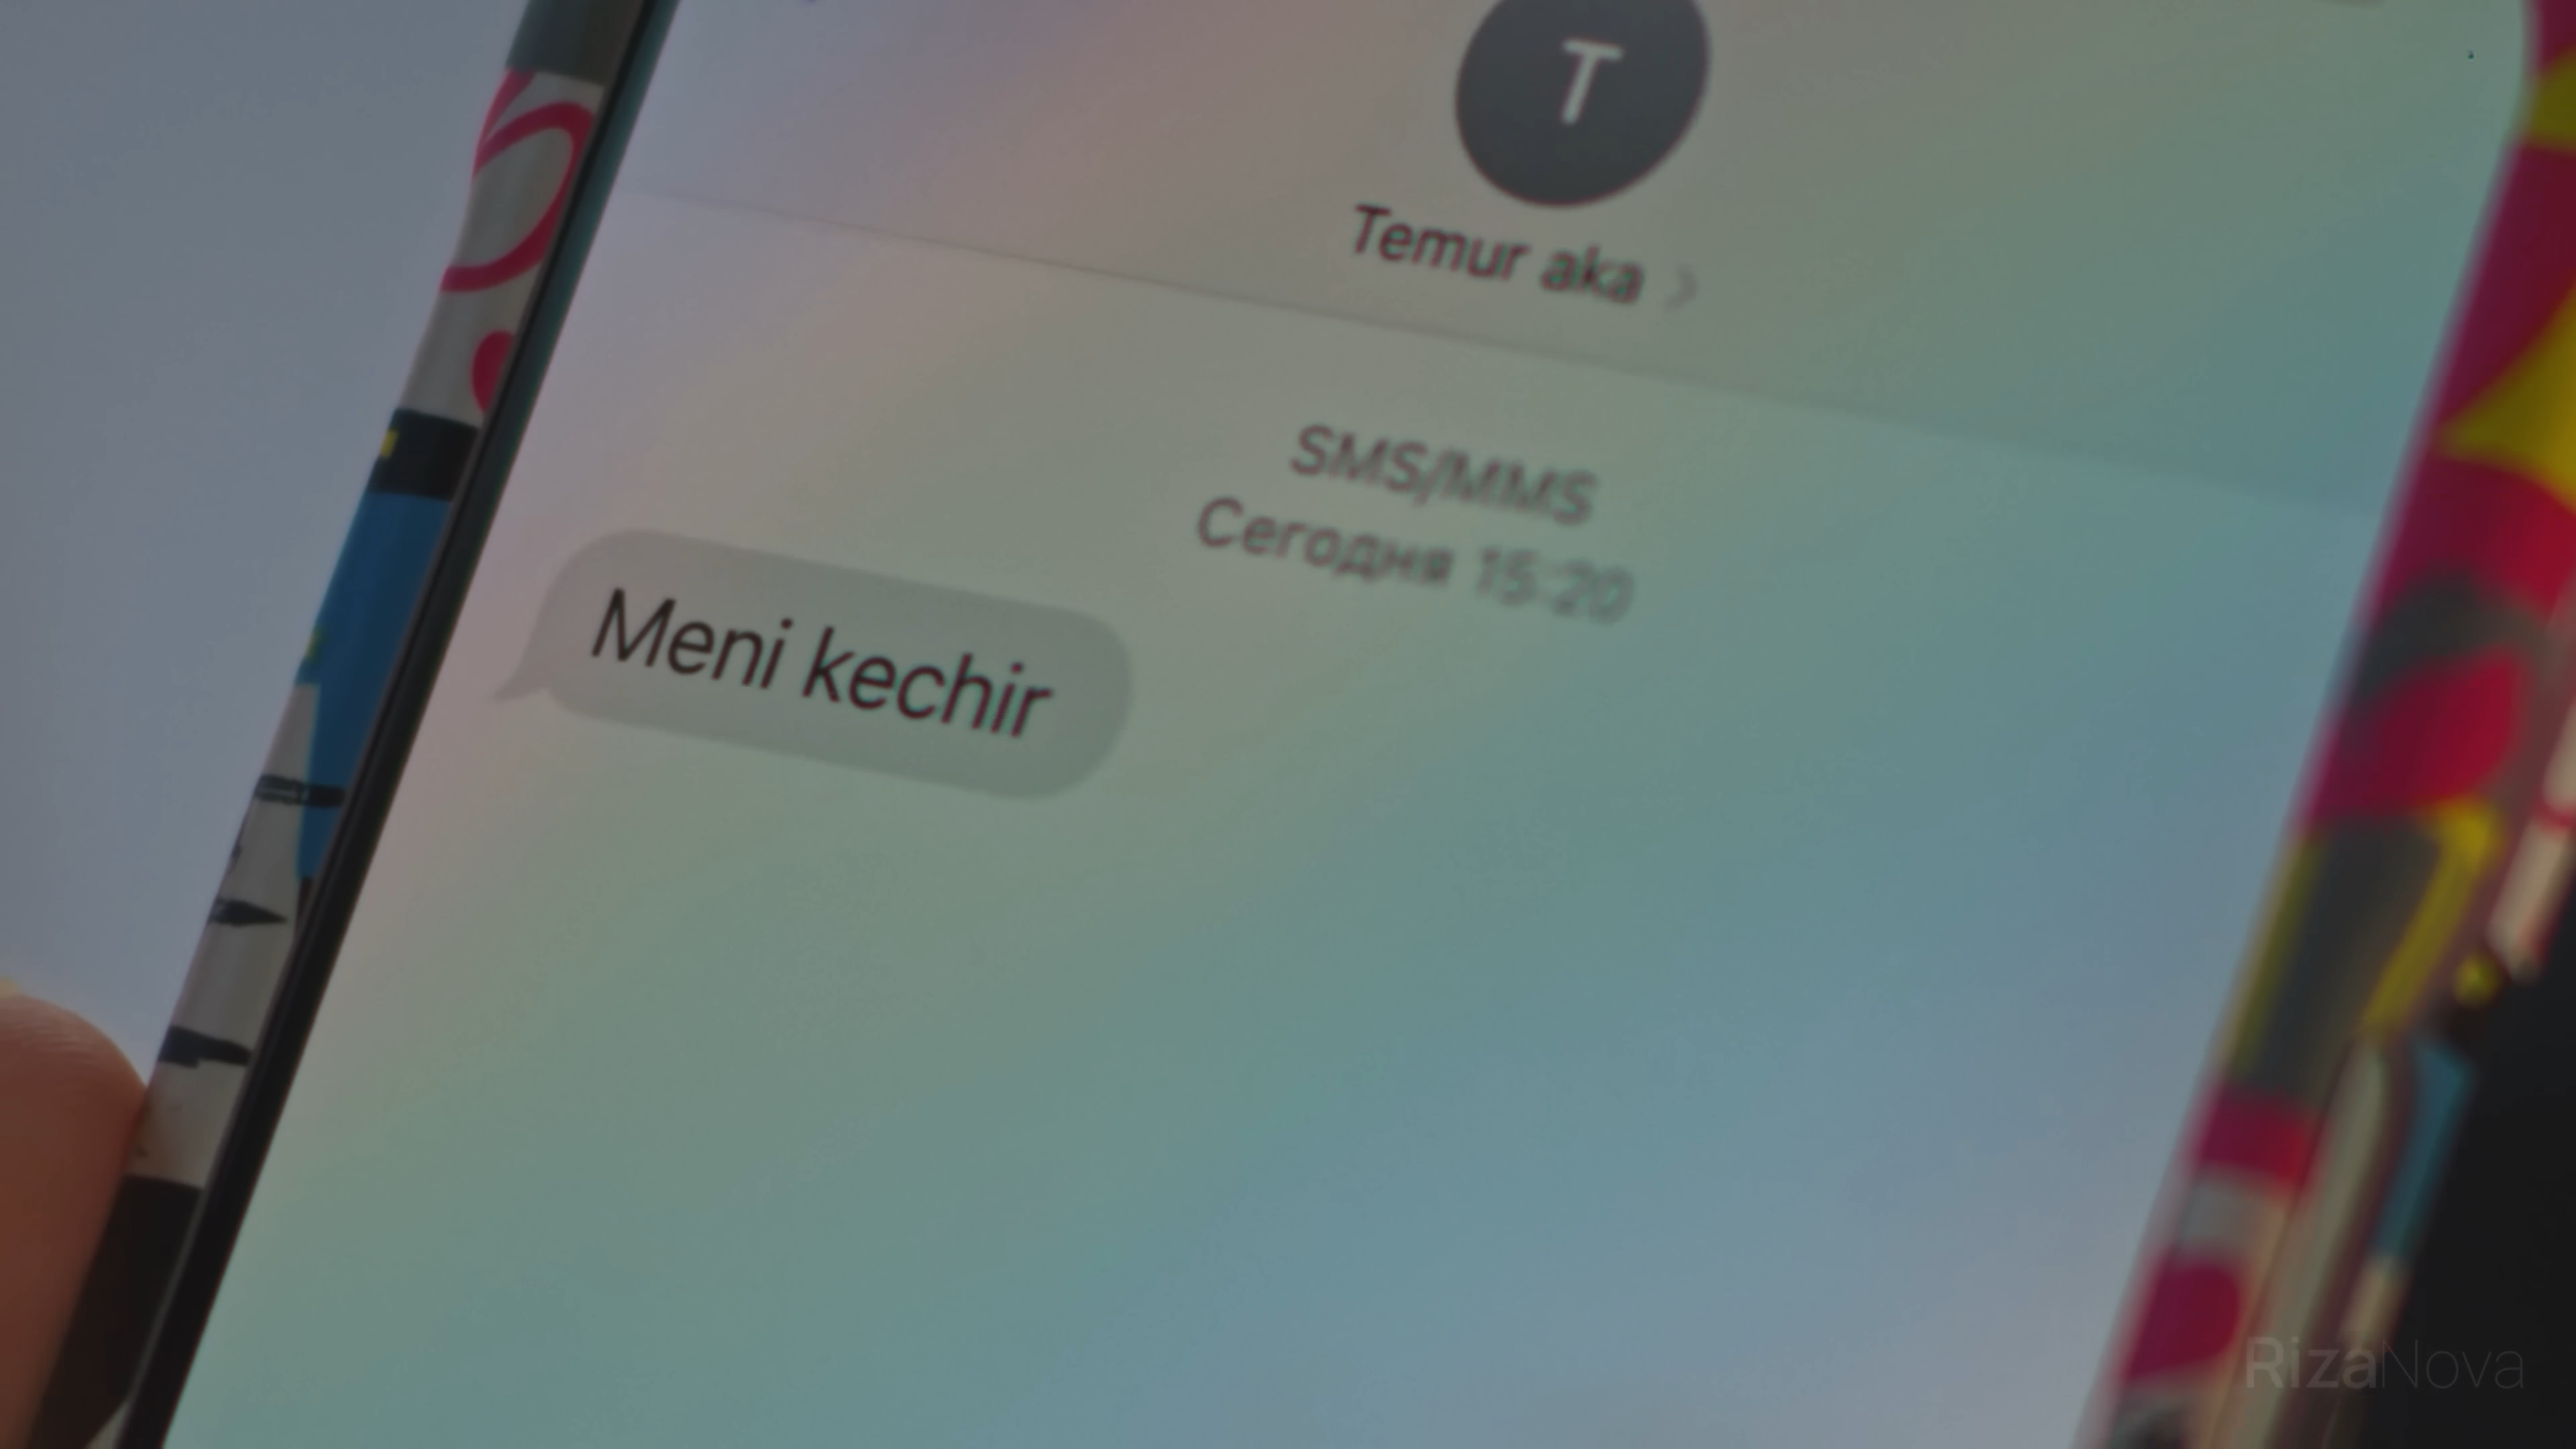 T
Temur aka
SMS/MMS
Сегодня 15:20
Meni kechir
RizaNova